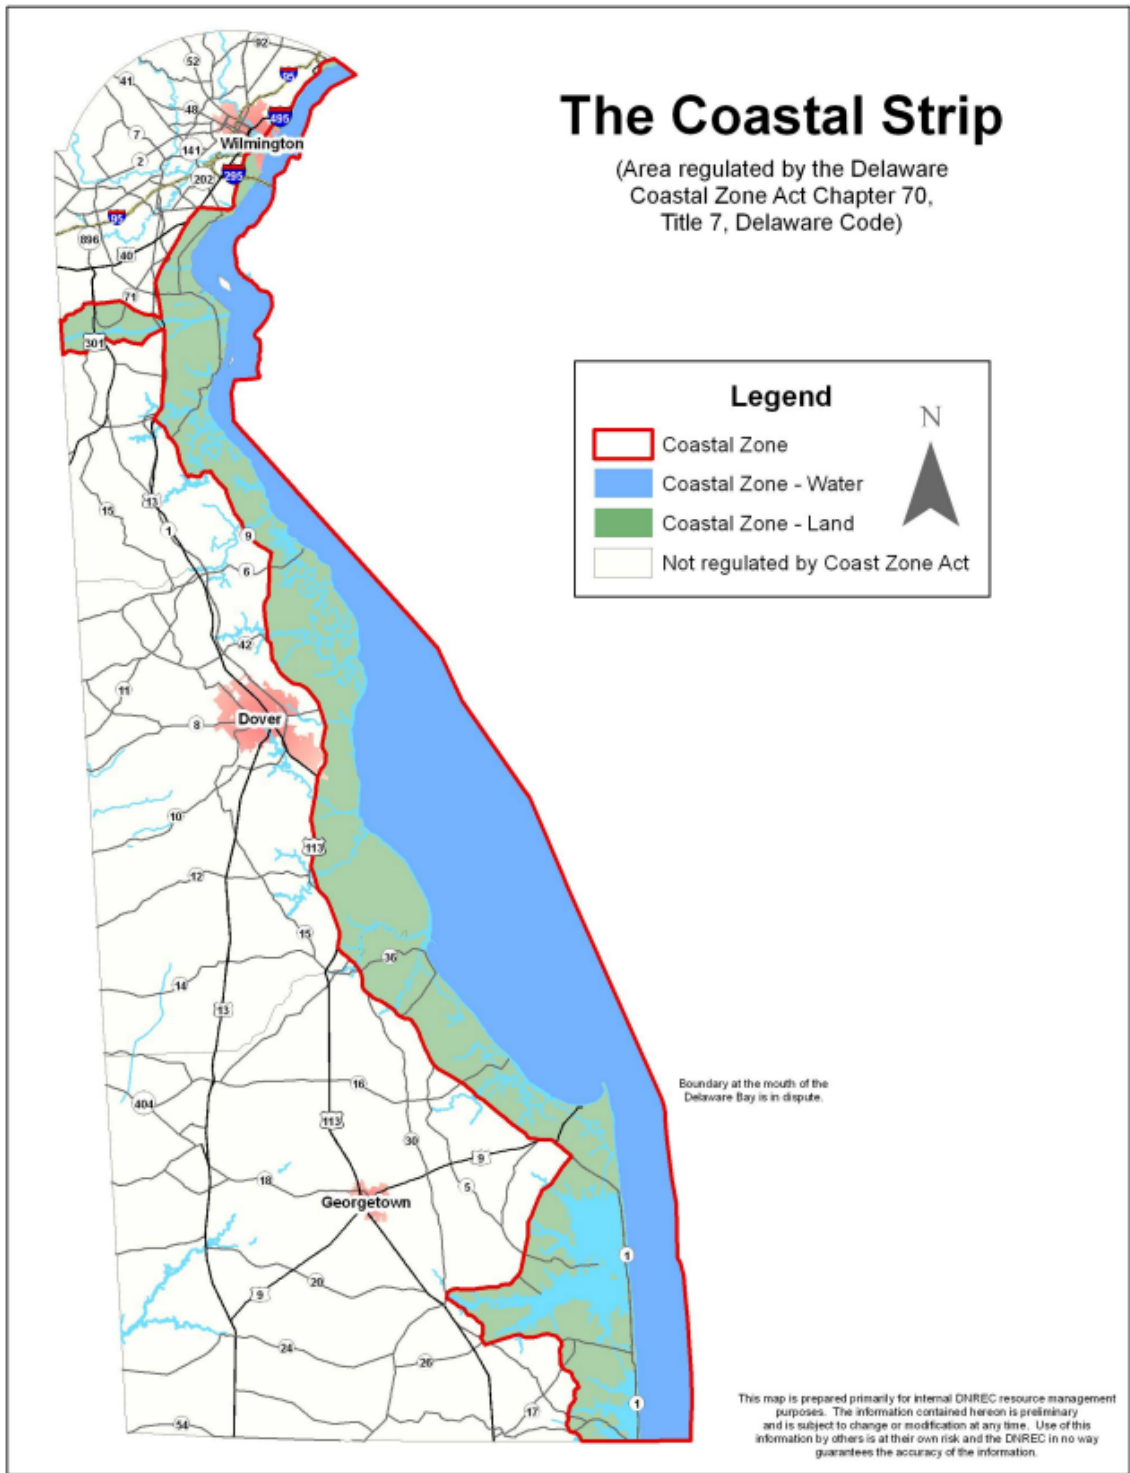 The Coastal Strip
(Area regulated by the Delaware
Coastal Zone Act Chapter 70,
Title 7, Delaware Code)
92
52
95
41
48
495
7
Wilmington
141
2
202
295
95
896
40
71
301
Legend
N
Coastal Zone
Coastal Zone - Water
Coastal Zone - Land
Not regulated by Coast Zone Act
13
15
1
9
6
42
11
8
Dover
10
113
12
15
36
14
13
16
404
113
30
Boundary at the mouth of the
Delaware Bay is in dispute.
9
18
5
Georgetown
1
20
9
24
26
1
17
54
This map is prepared primarily for internal DNREC resource management
purposes. The information contained hereon is preliminary
and is subject to change or modification at any time. Use of this
information by others is at their own risk and the DNREC in no way
guarantees the accuracy of the information.